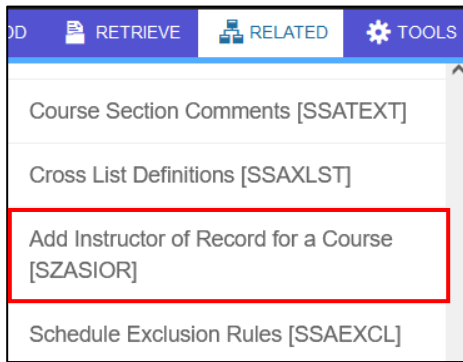 DD RETRIEVE RELATED TOOLS
Course Section Comments [SSATEXT]
Cross List Definitions [SSAXLST]
Add Instructor of Record for a Course
[SZASIOR]
Schedule Exclusion Rules [SSAEXCL]